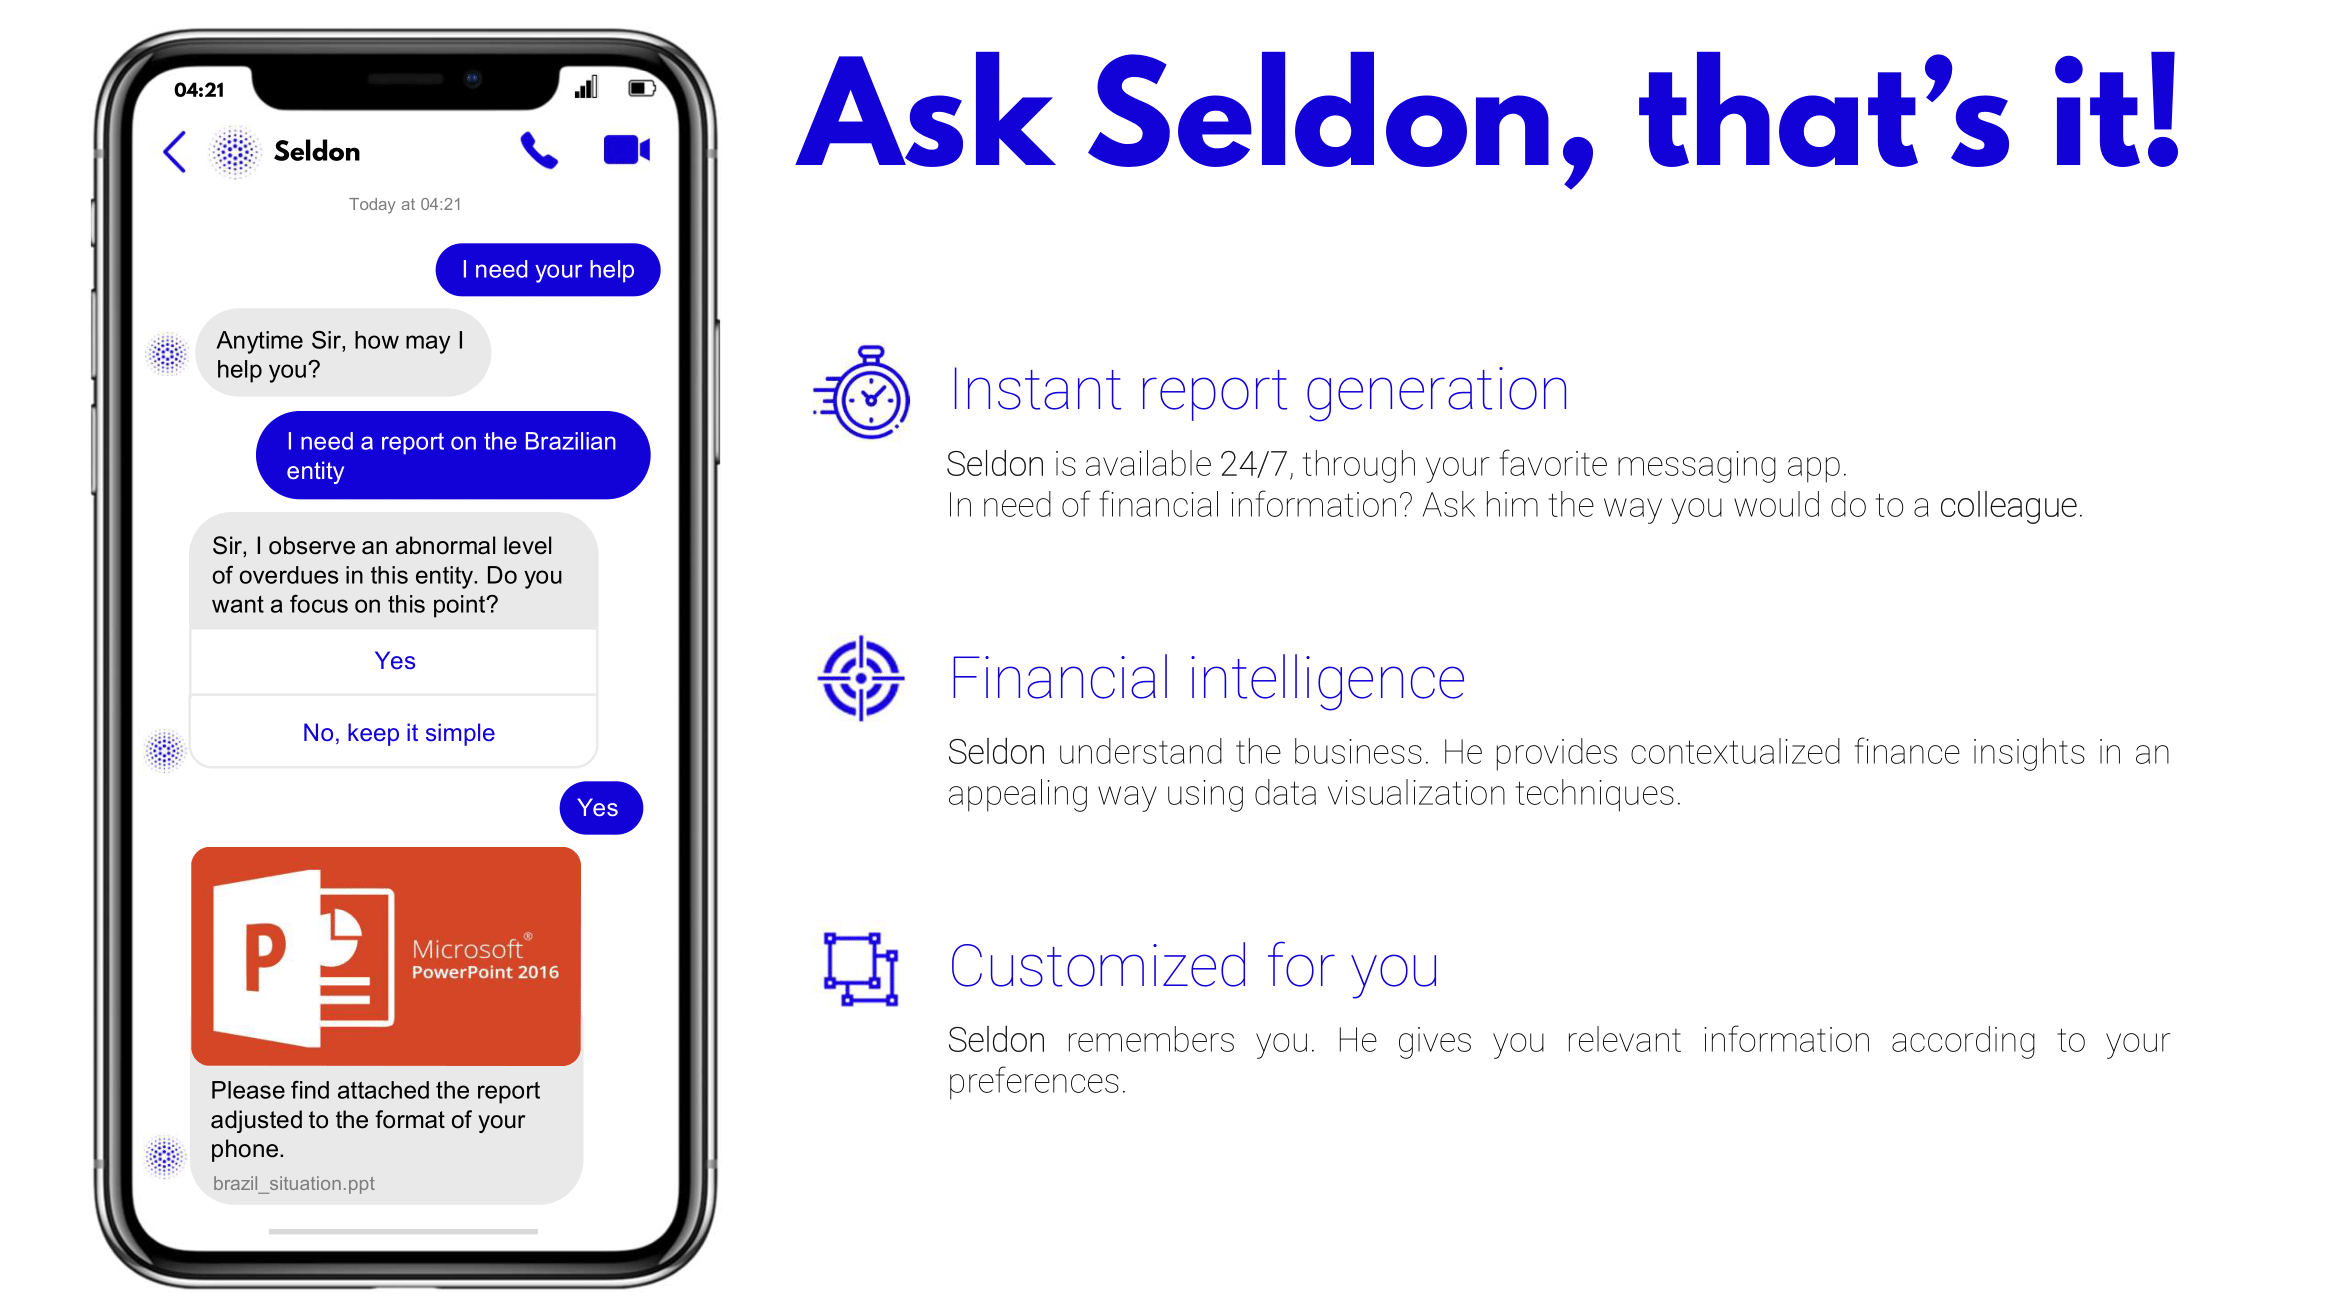 04:21
Seldon
Today at 04:21
I need your help
Anytime Sir, how may I
help you?
I need a report on the Brazilian
entity
Sir, I observe an abnormal level
of overdues in this entity. Do you
want a focus on this point?
Yes
No, keep it simple
Yes
P
Microsoft®
PowerPoint 2016
Please find attached the report
adjusted to the format of your
phone.
brazil_situation.ppt
Ask Seldon, that’s it!
Instant report generation
Seldon is available 24/7, through your favorite messaging app.
In need of financial information? Ask him the way you would do to a colleague.
Financial intelligence
Seldon understand the business. He provides contextualized finance insights in an
appealing way using data visualization techniques.
Customized for you
Seldon remembers you. He gives you relevant information according to your
preferences.